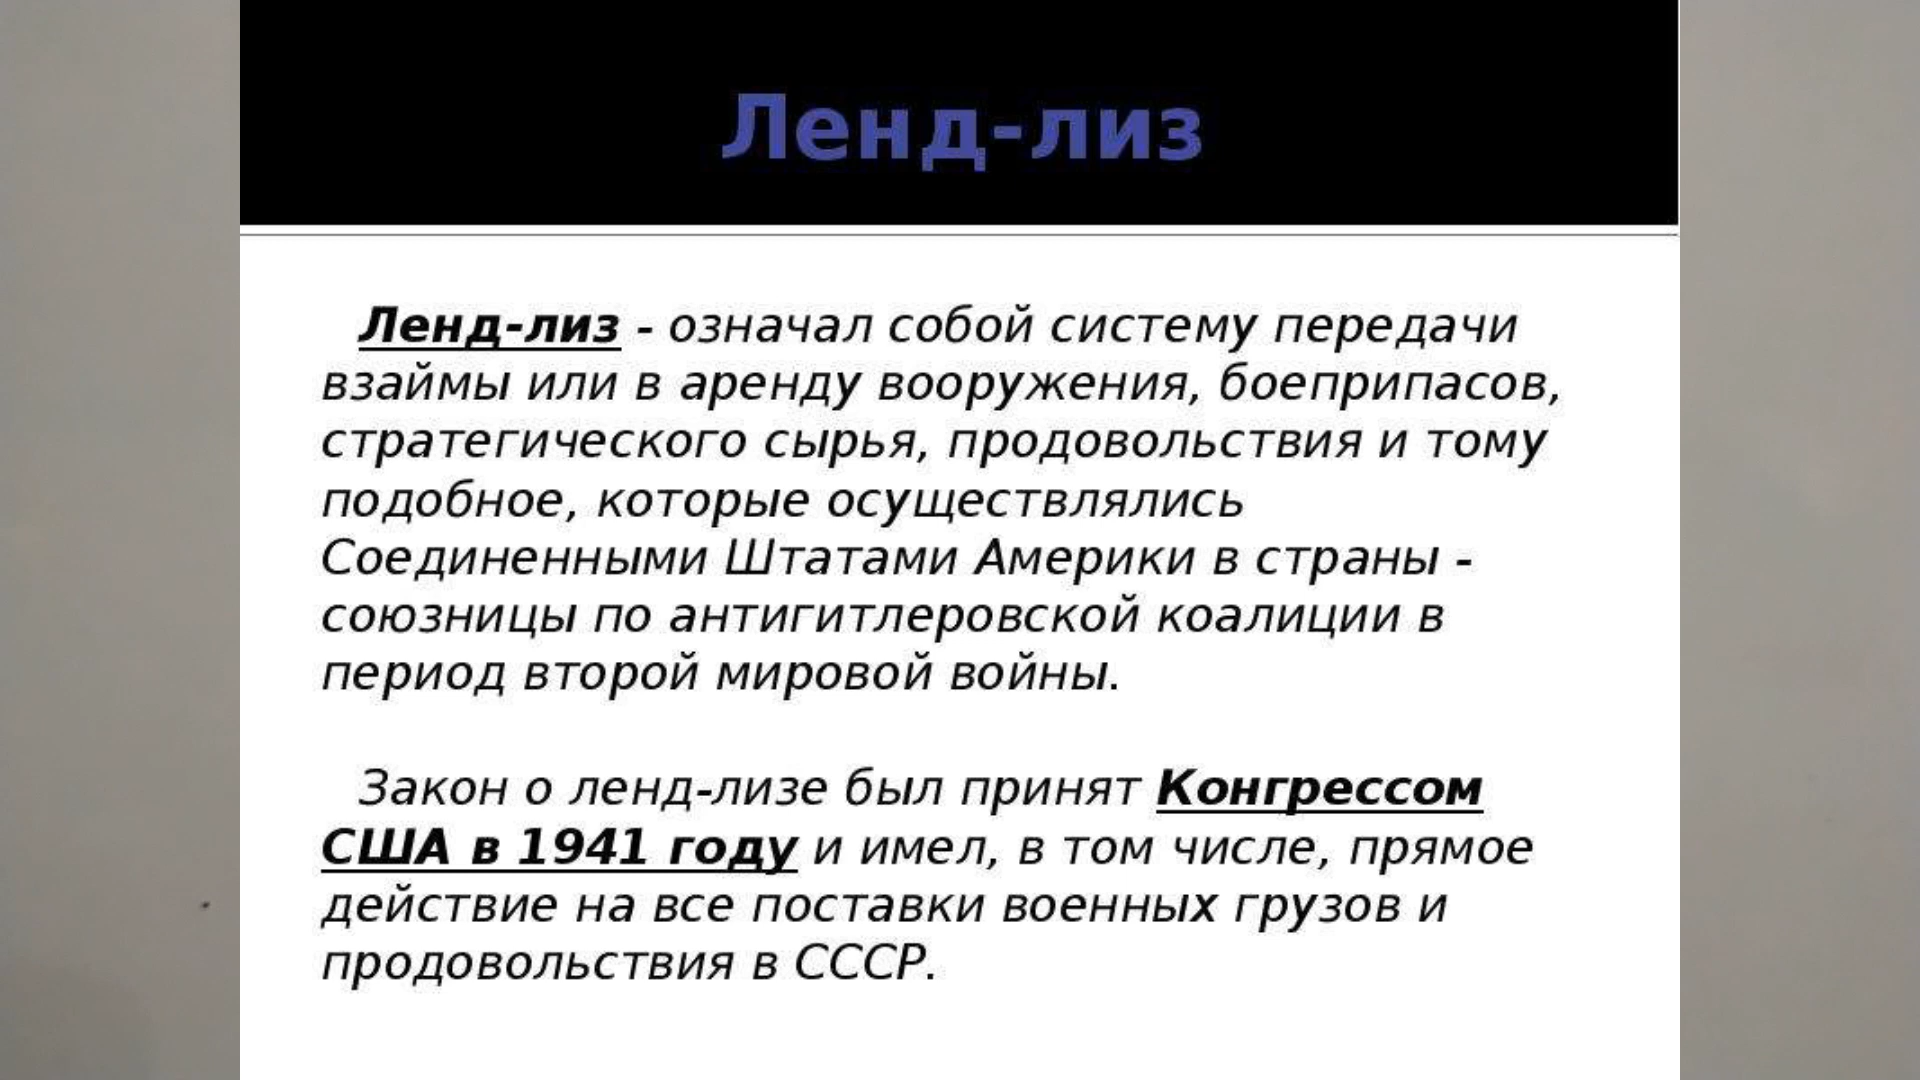 Ленд-лиз
Ленд-лиз - означал собой систему передачи
взаймы или в аренду вооружения, боеприпасов,
стратегического сырья, продовольствия и тому
подобное, которые осуществлялись
Соединенными Штатами Америки в страны -
союзницы по антигитлеровской коалиции в
период второй мировой войны.
Закон о ленд-лизе был принят Конгрессом
США в 1941 году и имел, в том числе, прямое
действие на все поставки военных грузов и
продовольствия в СССР.